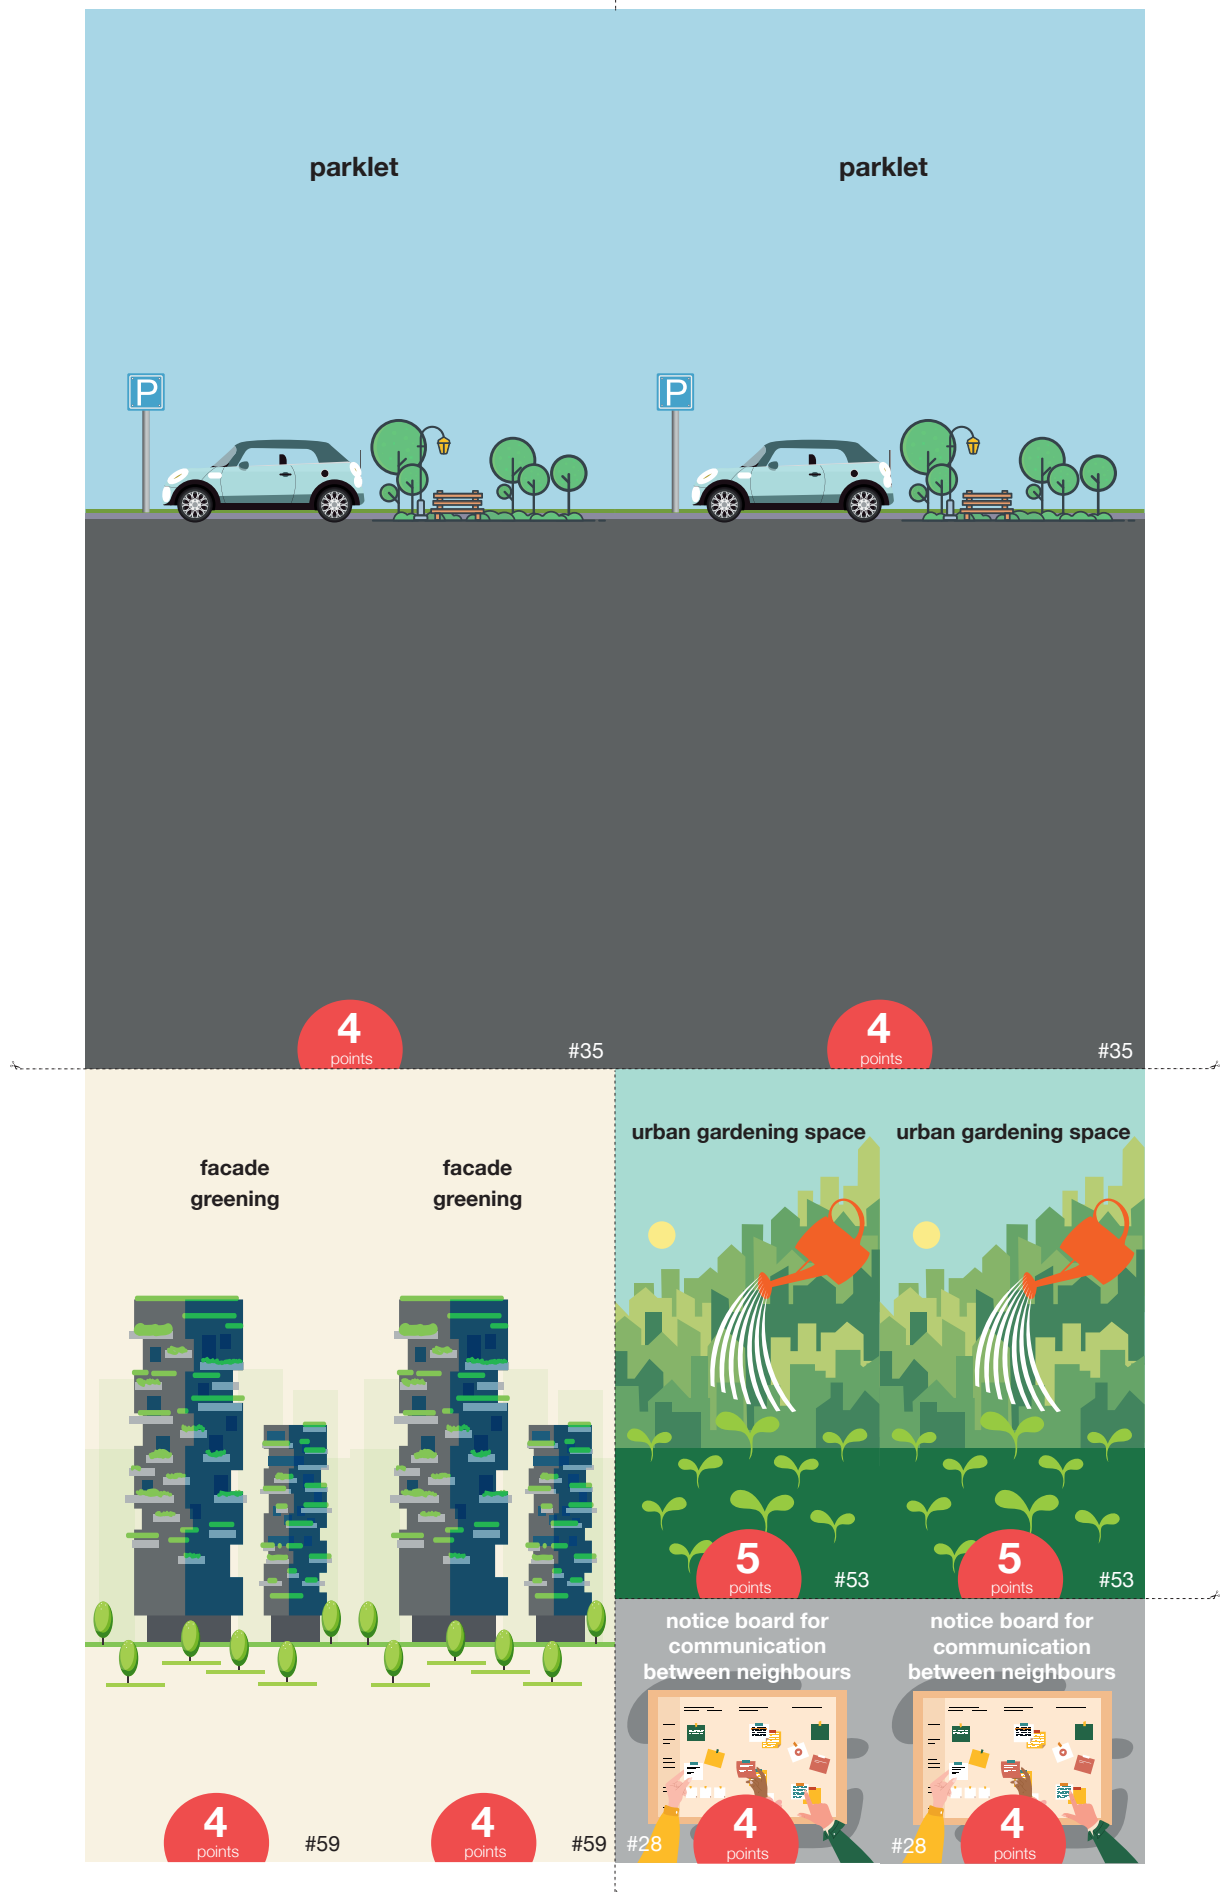 parklet
parklet
P
P
4
points
#35
4
points
#35
facade
greening
facade
greening
4
points
#59
4
points
#59
urban gardening space
urban gardening space
5
points
#53
5
points
#53
notice board for
communication
between neighbours
notice board for
communication
between neighbours
#28
4
points
#28
4
points